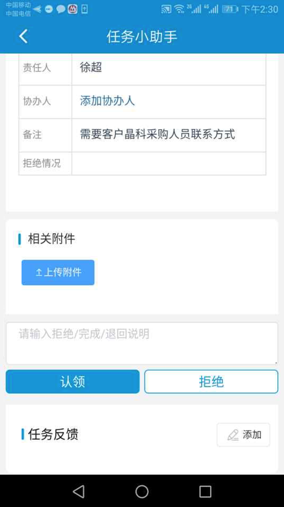 中国移动
中国电信
下午2:30
任务小助手
责任人 徐超
协办人 添加协办人
备注 需要客户晶科采购人员联系方式
拒绝情况
相关附件
上传附件
请输入拒绝/完成/退回说明
认领 拒绝
任务反馈 添加